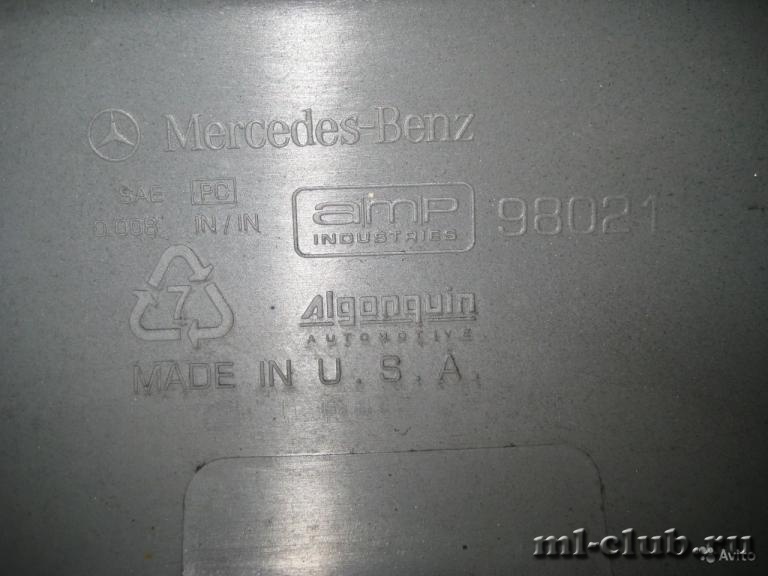 Mercedes-Benz
SAE PC
0.008 IN/IN
amp
INDUSTRIES
98021
7
Algonquin
AUTOMOTIVE
MADE IN U.S.A.
ml-club.ru
Avito